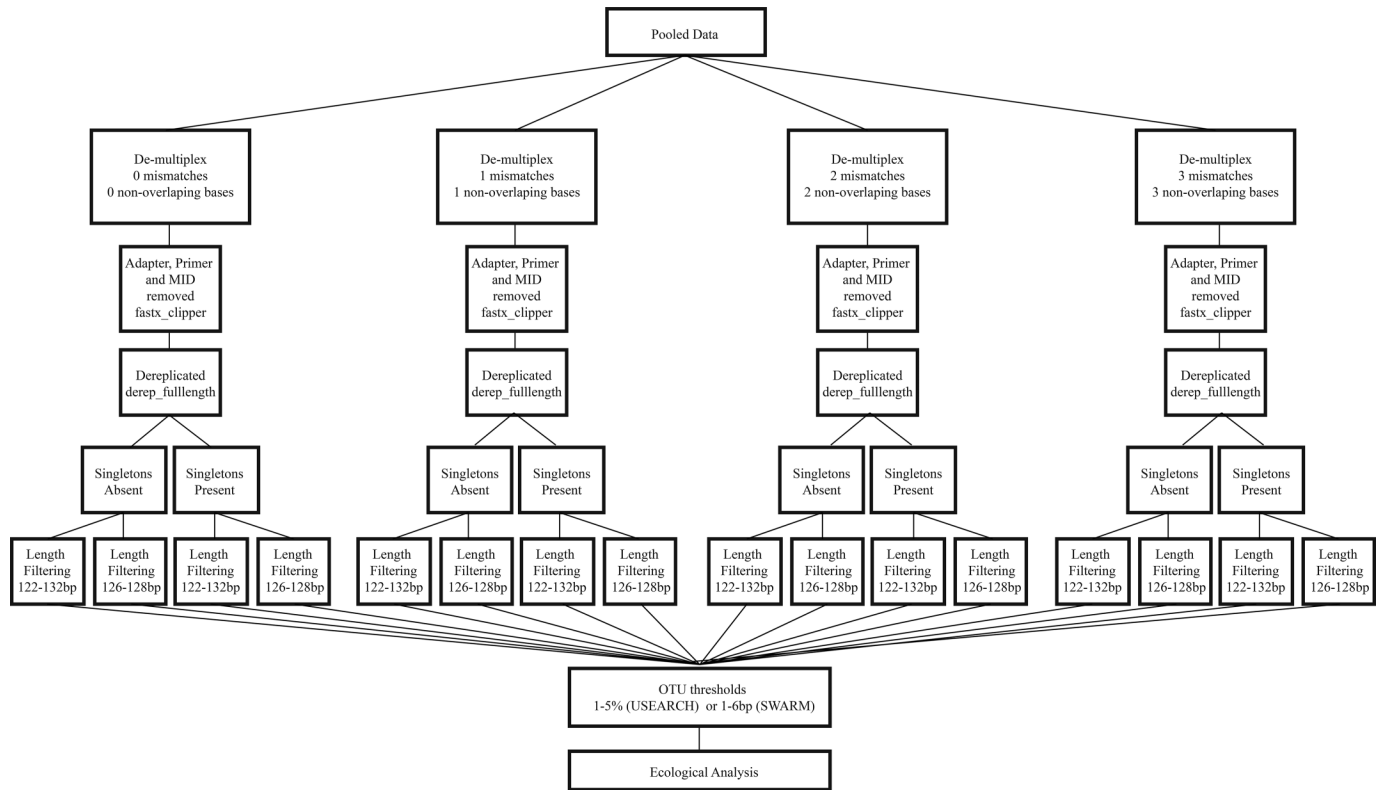 Pooled Data
De-multiplex
0 mismatches
0 non-overlaping bases
De-multiplex
1 mismatches
1 non-overlaping bases
De-multiplex
2 mismatches
2 non-overlaping bases
De-multiplex
3 mismatches
3 non-overlaping bases
Adapter, Primer
and MID
removed
fastx_clipper
Adapter, Primer
and MID
removed
fastx_clipper
Adapter, Primer
and MID
removed
fastx_clipper
Adapter, Primer
and MID
removed
fastx_clipper
Dereplicated
derep_fulllength
Dereplicated
derep_fulllength
Dereplicated
derep_fulllength
Dereplicated
derep_fulllength
Singletons
Absent
Singletons
Present
Singletons
Absent
Singletons
Present
Singletons
Absent
Singletons
Present
Singletons
Absent
Singletons
Present
Length
Filtering
122-132bp
Length
Filtering
126-128bp
Length
Filtering
122-132bp
Length
Filtering
126-128bp
Length
Filtering
122-132bp
Length
Filtering
126-128bp
Length
Filtering
122-132bp
Length
Filtering
126-128bp
Length
Filtering
122-132bp
Length
Filtering
126-128bp
Length
Filtering
122-132bp
Length
Filtering
126-128bp
Length
Filtering
122-132bp
Length
Filtering
126-128bp
Length
Filtering
122-132bp
Length
Filtering
126-128bp
OTU thresholds
1-5% (USEARCH) or 1-6bp (SWARM)
Ecological Analysis